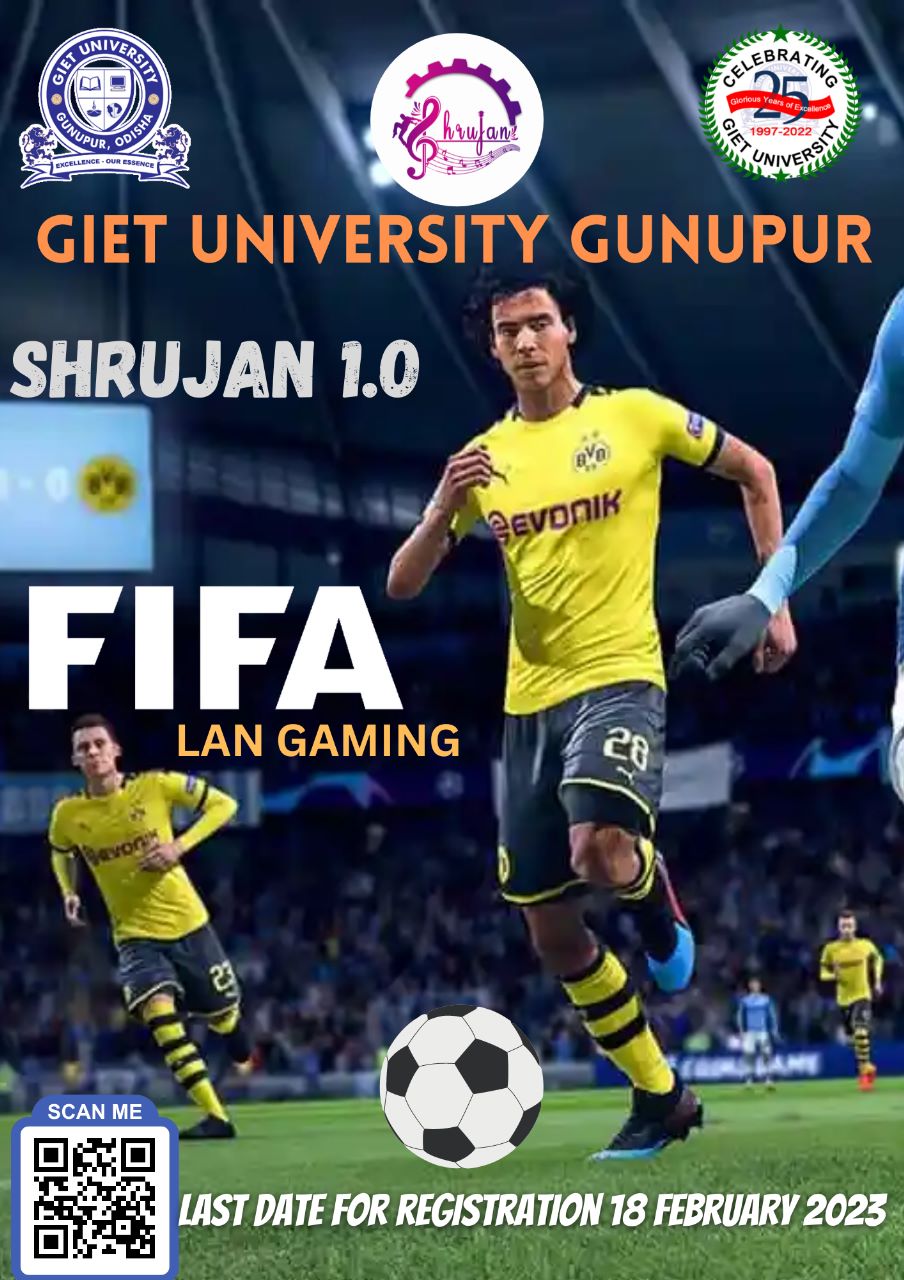 GIET UNIVERSITY
GUNUPUR, ODISHA
EXCELLENCE - OUR ESSENCE
Shrujan
CELEBRATING
25
Glorious Years of Excellence
1997-2022
GIET UNIVERSITY
GIET UNIVERSITY GUNUPUR
SHRUJAN 1.0
- 0 BVB
BVB
EVONIK
FIFA
LAN GAMING
28
EVONIK
23
SCAN ME
LAST DATE FOR REGISTRATION 18 FEBRUARY 2023